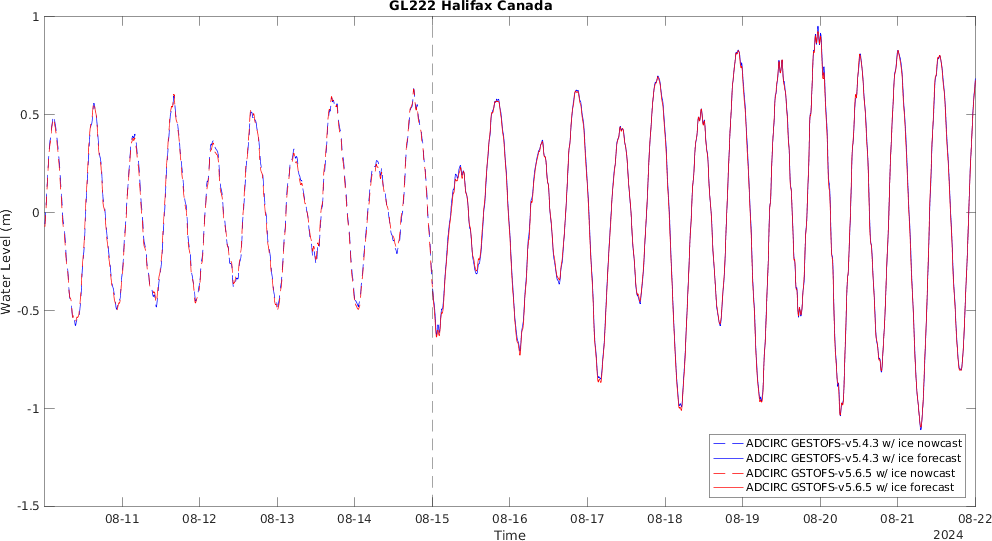 GL222 Halifax Canada
1
0.5
0
-0.5
-1
-1.5
Water Level (m)
ADCIRC GESTOFS-v5.4.3 w/ ice nowcast
ADCIRC GESTOFS-v5.4.3 w/ ice forecast
ADCIRC GSTOFS-v5.6.5 w/ ice nowcast
ADCIRC GSTOFS-v5.6.5 w/ ice forecast
08-11 08-12 08-13 08-14 08-15 08-16 08-17 08-18 08-19 08-20 08-21 08-22
Time
2024